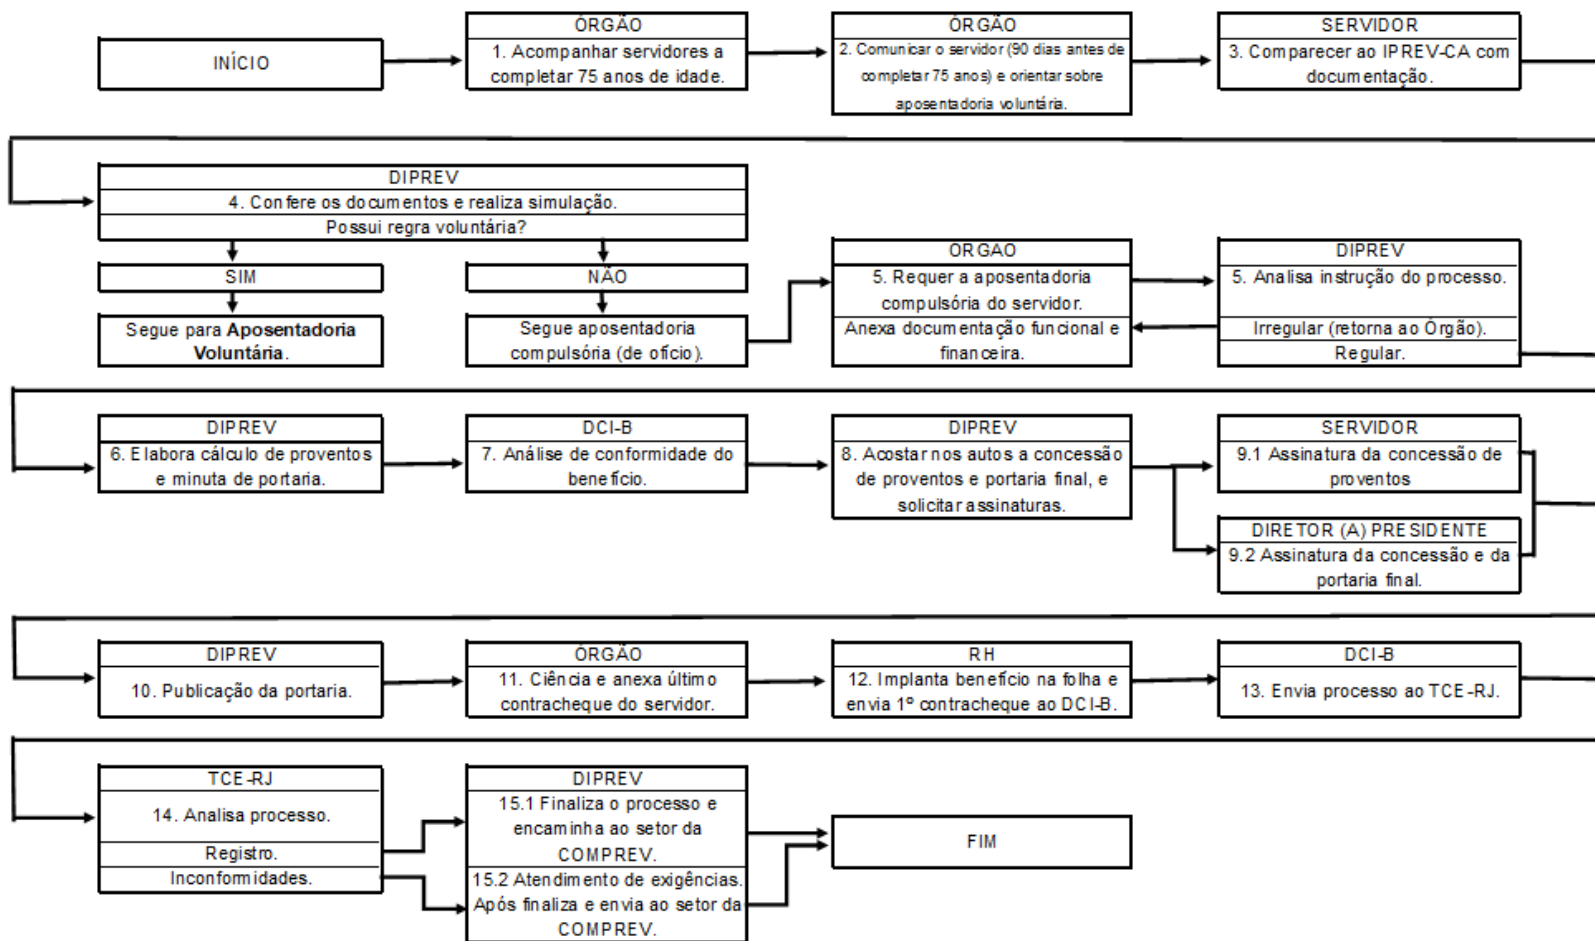 INÍCIO
ÓRGÃO
1. Acompanhar servidores a
completar 75 anos de idade.
ÓRGÃO
2. Comunicar o servidor (90 dias antes de
completar 75 anos) e orientar sobre
aposentadoria voluntária.
SERVIDOR
3. Comparecer ao IPREV-CA com
documentação.
DIPREV
4. Confere os documentos e realiza simulação.
Possui regra voluntária?
SIM
Segue para Aposentadoria
Voluntária.
NÃO
Segue aposentadoria
compulsória (de ofício).
ÓRGÃO
5. Requer a aposentadoria
compulsória do servidor.
Anexa documentação funcional e
financeira.
DIPREV
5. Analisa instrução do processo.
Irregular (retorna ao Órgão).
Regular.
DIPREV
6. Elabora cálculo de proventos
e minuta de portaria.
DCI-B
7. Análise de conformidade do
benefício.
DIPREV
8. Acostar nos autos a concessão
de proventos e portaria final, e
solicitar assinaturas.
SERVIDOR
9.1 Assinatura da concessão de
proventos
DIRETOR (A) PRESIDENTE
9.2 Assinatura da concessão e da
portaria final.
DIPREV
10. Publicação da portaria.
ÓRGÃO
11. Ciência e anexa último
contracheque do servidor.
RH
12. Implanta benefício na folha e
envia 1º contracheque ao DCI-B.
DCI-B
13. Envia processo ao TCE-RJ.
TCE-RJ
14. Analisa processo.
Registro.
Inconformidades.
DIPREV
15.1 Finaliza o processo e
encaminha ao setor da
COMPREV.
15.2 Atendimento de exigências.
Após finaliza e envia ao setor da
COMPREV.
FIM